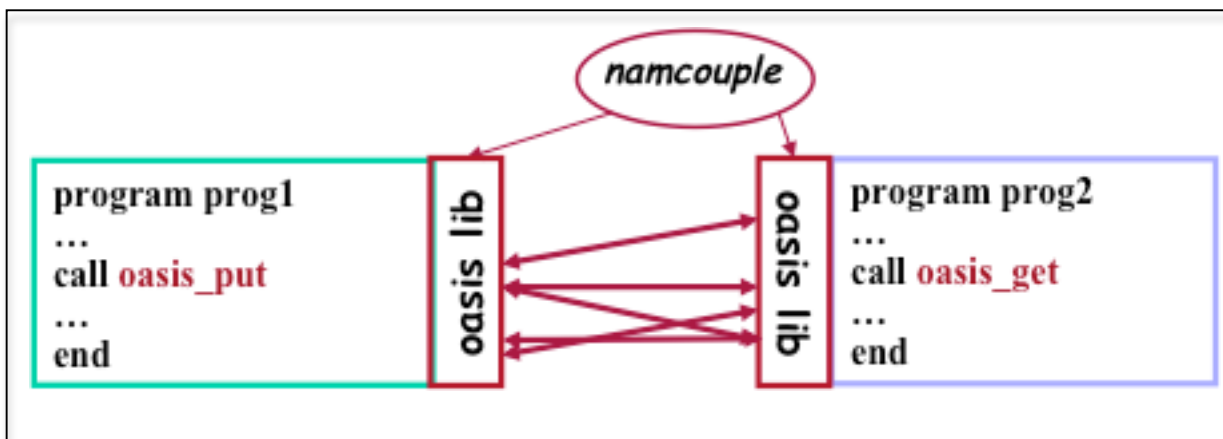 namcouple
program prog1
...
call oasis_put
...
end
oasis lib
oasis lib
program prog2
...
call oasis_get
...
end